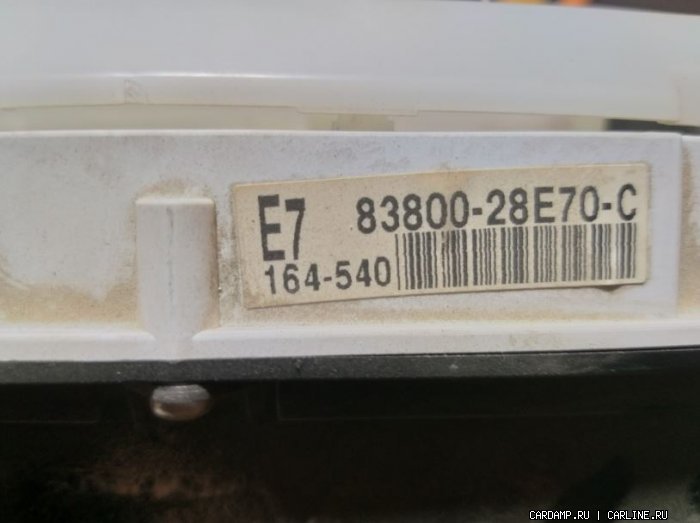 E7 83800-28E70-C
164-540
CARDAMP.RU | CARLINE.RU